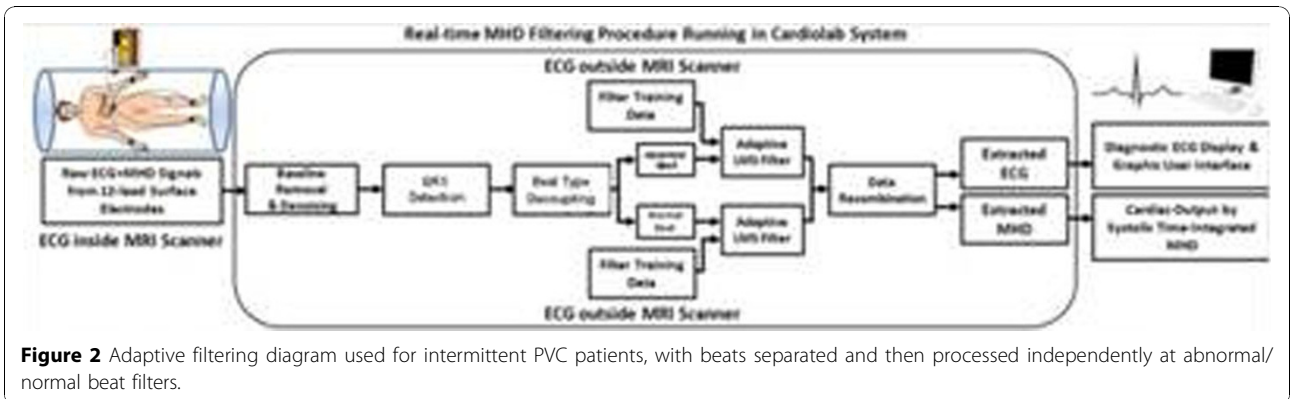 Real-time MHD Filtering Procedure Running in Cardiolab System
ECG outside MRI Scanner
Filter Training
Data
Raw ECG+MHD Signals
from 12-lead Surface
Electrodes
ECG inside MRI Scanner
Baseline
Removal
& Denoising
QRS
Detection
Beat Type
Decoupling
Abnormal
Beat
Normal
Beat
Adaptive
LMS Filter
Adaptive
LMS Filter
Filter Training
Data
ECG outside MRI Scanner
Data
Recombination
Extracted
ECG
Extracted
MHD
Diagnostic ECG Display &
Graphic User Interface
Cardiac-Output by
Systolic Time-Integrated
MHD
Figure 2 Adaptive filtering diagram used for intermittent PVC patients, with beats separated and then processed independently at abnormal/
normal beat filters.